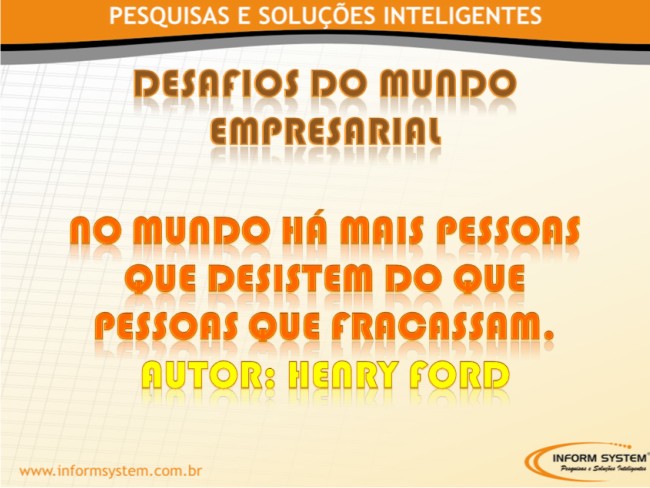 PESQUISAS E SOLUÇÕES INTELIGENTES
DESAFIOS DO MUNDO
EMPRESARIAL
NO MUNDO HÁ MAIS PESSOAS
QUE DESISTEM DO QUE
PESSOAS QUE FRACASSAM.
AUTOR: HENRY FORD
INFORM SYSTEM
Pesquisas e Soluções Inteligentes
www.informsystem.com.br